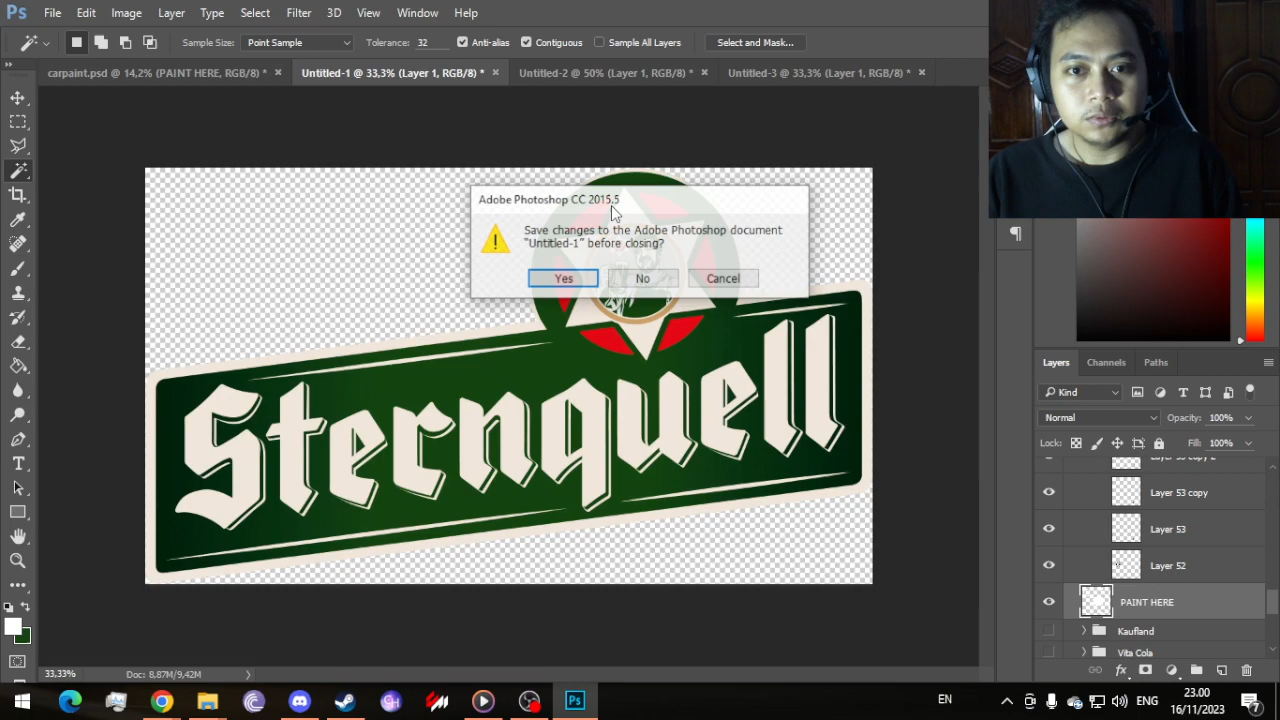 Ps File Edit Image Layer Type Select Filter 3D View Window Help
Sample Size: Point Sample Tolerance: 32 Anti-alias Contiguous Sample All Layers Select and Mask...
carpaint.psd @ 14,2% (PAINT HERE, RGB/8) * × Untitled-1 @ 33,3% (Layer 1, RGB/8) * × Untitled-2 @ 50% (Layer 1, RGB/8) * × Untitled-3 @ 33,3% (Layer 1, RGB/8) * ×
Adobe Photoshop CC 2015.5
Save changes to the Adobe Photoshop document
"Untitled-1" before closing?
Yes No Cancel
Sternquell
Layers Channels Paths
Kind
Normal Opacity: 100%
Lock: Fill: 100%
Layer 53 copy 2
Layer 53 copy
Layer 53
Layer 52
PAINT HERE
Kaufland
Vita Cola
33,33% Doc: 8,87M/9,42M
EN
ENG
23.00
16/11/2023
7